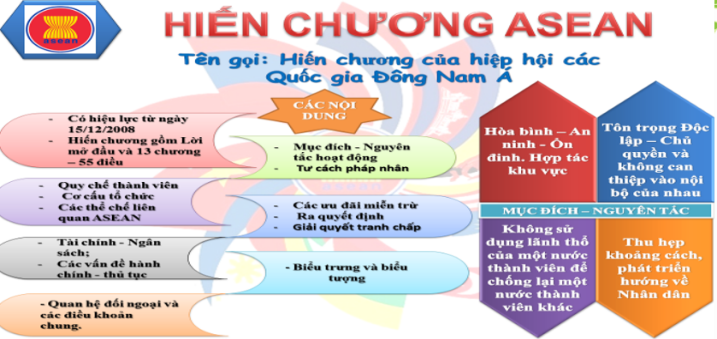 asean
HIẾN CHƯƠNG ASEAN
Tên gọi: Hiến chương của hiệp hội các
Quốc gia Đông Nam Á
CÁC NỘI
DUNG
- Có hiệu lực từ ngày
15/12/2008
- Hiến chương gồm Lời
mở đầu và 13 chương
– 55 điều
- Mục đích - Nguyên
tắc hoạt động
- Tư cách pháp nhân
- Quy chế thành viên
- Cơ cấu tổ chức
- Các thể chế liên
quan ASEAN
- Các ưu đãi miễn trừ
- Ra quyết định
- Giải quyết tranh chấp
- Tài chính - Ngân
sách;
- Các vấn đề hành
chính - thủ tục
- Biểu trưng và biểu
tượng
- Quan hệ đối ngoại và
các điều khoản
chung.
Hòa bình – An
ninh - Ổn
đinh. Hợp tác
khu vực
Tôn trọng Độc
lập – Chủ
quyền và
không can
thiệp vào nội
bộ của nhau
MỤC ĐÍCH – NGUYÊN TẮC
Không sử
dụng lãnh thổ
của một nước
thành viên để
chống lại một
nước thành
viên khác
Thu hẹp
khoảng cách,
phát triển
hướng về
Nhân dân